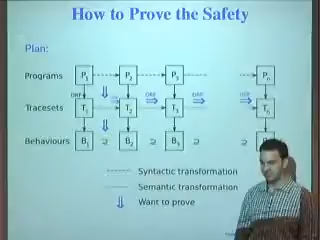 How to Prove the Safety
Plan:
Programs P1 P2 P3 Pn
DRF DRF DRF DRF
Tracesets T1 T2 T3 Tn
Behaviours B1 ⊇ B2 ⊇ B3 ⊇ ⊇
Syntactic transformation
Semantic transformation
⇓ Want to prove